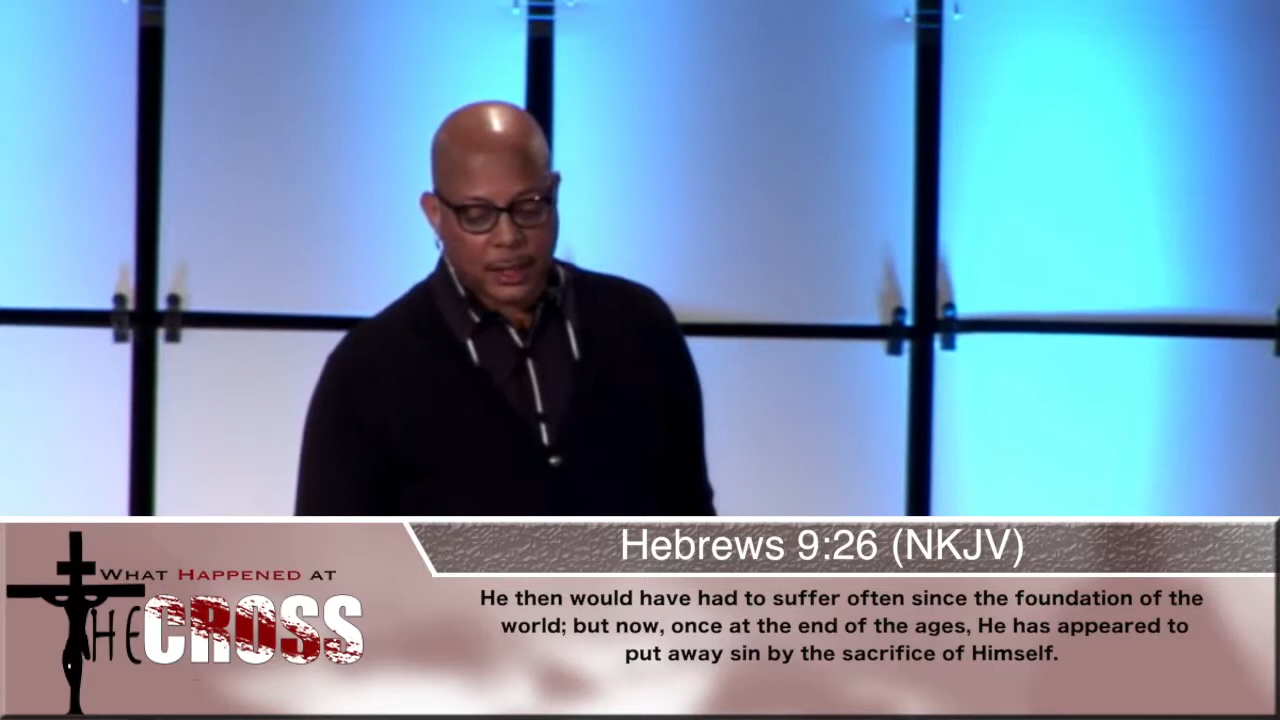 Hebrews 9:26 (NKJV)
WHAT HAPPENED AT
THE CROSS
He then would have had to suffer often since the foundation of the
world; but now, once at the end of the ages, He has appeared to
put away sin by the sacrifice of Himself.